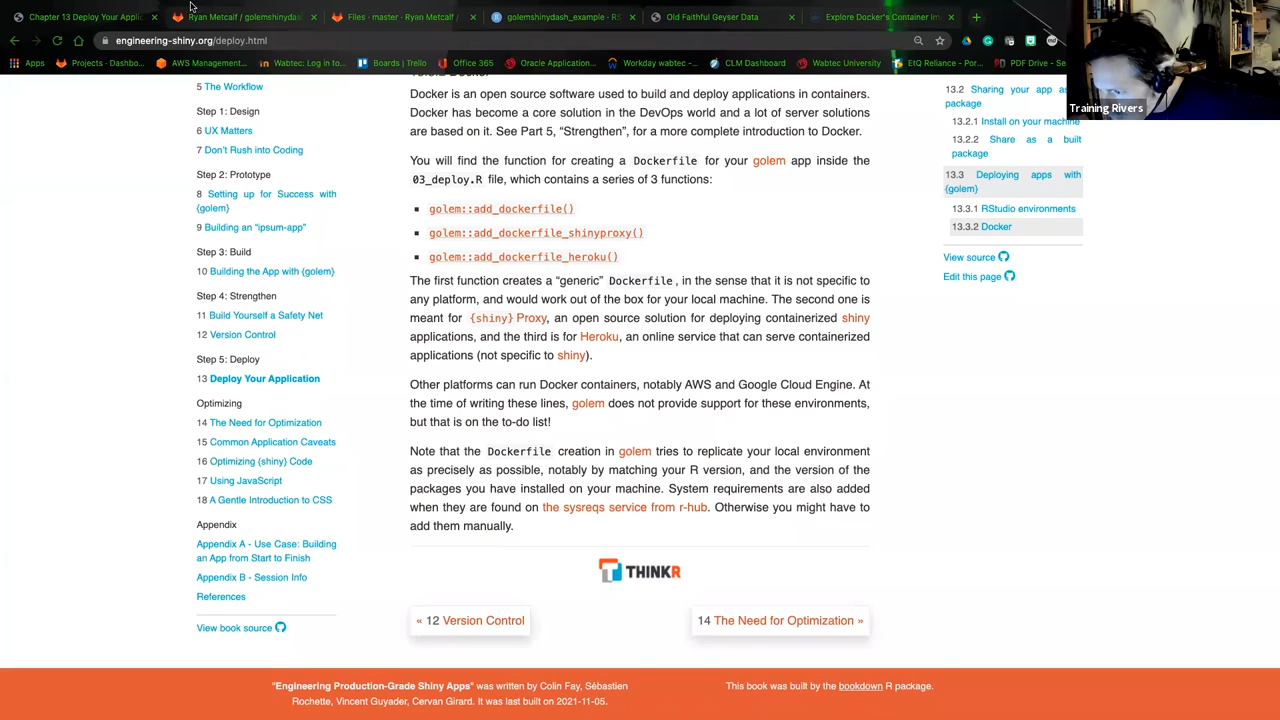 Chapter 13 Deploy Your Applic
Ryan Metcalf / golemshinydas
Files · master · Ryan Metcalf /
golemshinydash_example - RS
Old Faithful Geyser Data
Explore Docker's Container Im
engineering-shiny.org/deploy.html
Apps
Projects · Dashbo...
AWS Management...
Wabtec: Log in to...
Boards | Trello
Office 365
Oracle Application...
Workday wabtec -...
CLM Dashboard
Wabtec University
EtQ Reliance - Por...
PDF Drive - Se
Training Rivers
5 The Workflow
Step 1: Design
6 UX Matters
7 Don't Rush into Coding
Step 2: Prototype
8 Setting up for Success with
{golem}
9 Building an "ipsum-app"
Step 3: Build
10 Building the App with {golem}
Step 4: Strengthen
11 Build Yourself a Safety Net
12 Version Control
Step 5: Deploy
13 Deploy Your Application
Optimizing
14 The Need for Optimization
15 Common Application Caveats
16 Optimizing {shiny} Code
17 Using JavaScript
18 A Gentle Introduction to CSS
Appendix
Appendix A - Use Case: Building
an App from Start to Finish
Appendix B - Session Info
References
View book source
Docker is an open source software used to build and deploy applications in containers.
Docker has become a core solution in the DevOps world and a lot of server solutions
are based on it. See Part 5, "Strengthen", for a more complete introduction to Docker.
You will find the function for creating a Dockerfile for your golem app inside the
03_deploy.R file, which contains a series of 3 functions:
golem::add_dockerfile()
golem::add_dockerfile_shinyproxy()
golem::add_dockerfile_heroku()
The first function creates a "generic" Dockerfile, in the sense that it is not specific to
any platform, and would work out of the box for your local machine. The second one is
meant for {shiny} Proxy, an open source solution for deploying containerized shiny
applications, and the third is for Heroku, an online service that can serve containerized
applications (not specific to shiny).
Other platforms can run Docker containers, notably AWS and Google Cloud Engine. At
the time of writing these lines, golem does not provide support for these environments,
but that is on the to-do list!
Note that the Dockerfile creation in golem tries to replicate your local environment
as precisely as possible, notably by matching your R version, and the version of the
packages you have installed on your machine. System requirements are also added
when they are found on the sysreqs service from r-hub. Otherwise you might have to
add them manually.
THINKR
« 12 Version Control
14 The Need for Optimization »
13.2 Sharing your app as
package
13.2.1 Install on your machine
13.2.2 Share as a built
package
13.3 Deploying apps with
{golem}
13.3.1 RStudio environments
13.3.2 Docker
View source
Edit this page
"Engineering Production-Grade Shiny Apps" was written by Colin Fay, Sébastien
Rochette, Vincent Guyader, Cervan Girard. It was last built on 2021-11-05.
This book was built by the bookdown R package.